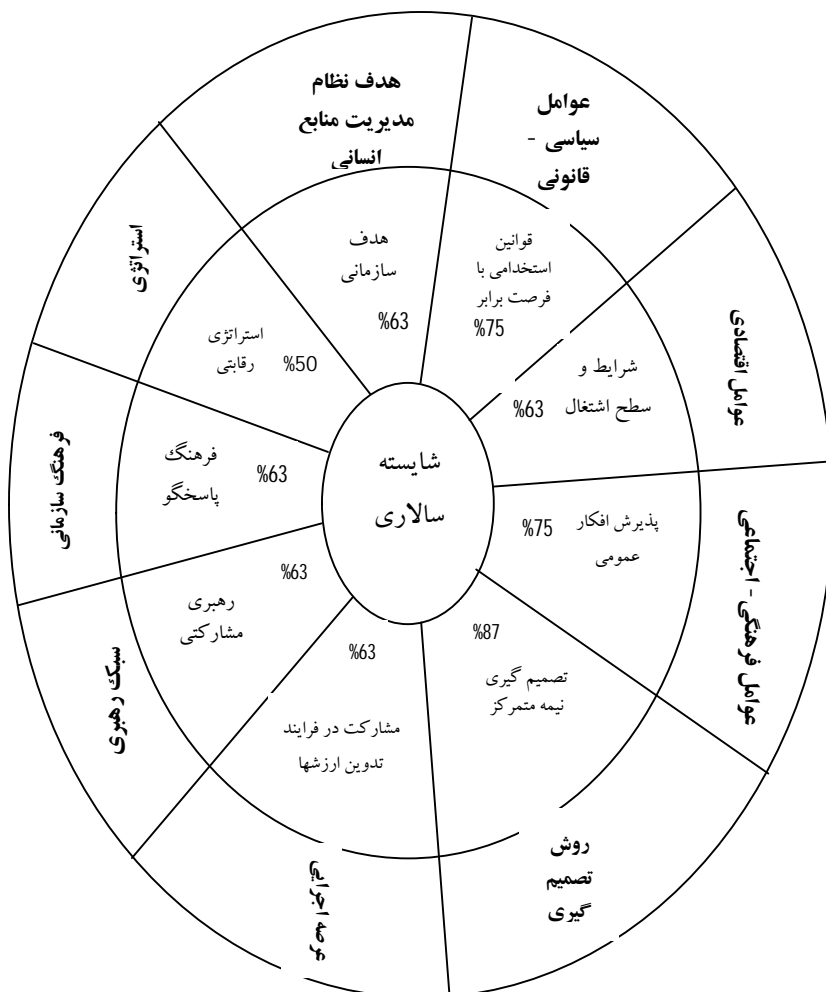 هدف نظام
مدیریت منابع
انسانی
عوامل
سیاسی -
قانونی
استراتژی
هدف
سازمانی
%63
قوانین
استخدامی با
فرصت برابر
%75
عوامل اقتصادی
استراتژی
رقابتی
%50
شرایط و
سطح اشتغال
%63
فرهنگ سازمانی
فرهنگ
پاسخگو
%63
شایسته
سالاری
پذیرش افکار
عمومی
%75
عوامل فرهنگی - اجتماعی
سبک رهبری
رهبری
مشارکتی
%63
%63
مشارکت در فرایند
تدوین ارزشها
%87
تصمیم گیری
نیمه متمرکز
عرصه اجرایی
روش
تصمیم
گیری